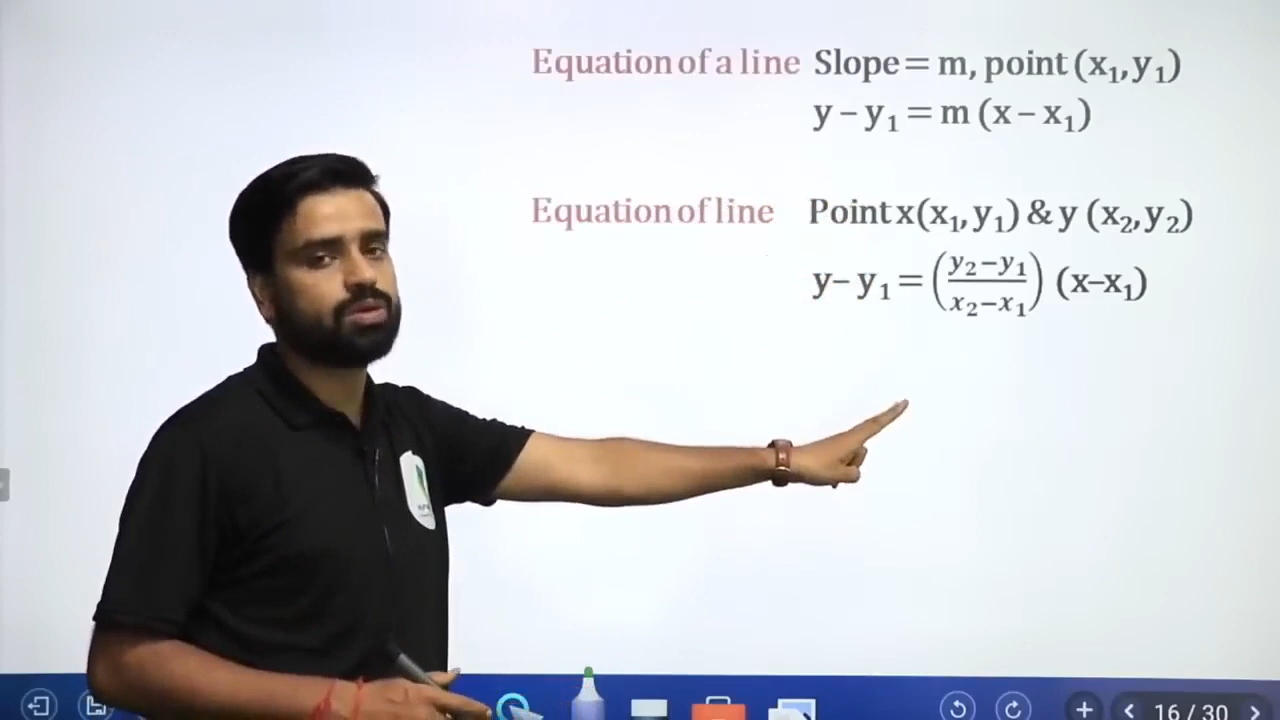 Equation of a line Slope = m, point (x₁, y₁)
y – y₁ = m (x – x₁)
Equation of line Point x(x₁, y₁) & y (x₂, y₂)
y– y₁ = (y₂–y₁ / x₂–x₁) (x–x₁)
16 / 30